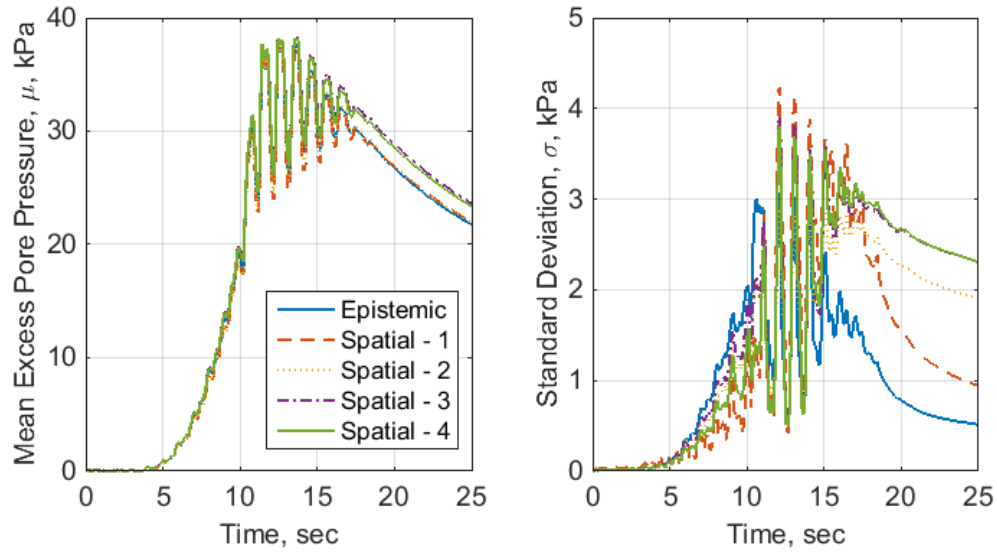 Mean Excess Pore Pressure, μ, kPa
40
30
20
10
0
0 5 10 15 20 25
Time, sec
Epistemic
Spatial - 1
Spatial - 2
Spatial - 3
Spatial - 4
Standard Deviation, σ, kPa
5
4
3
2
1
0
0 5 10 15 20 25
Time, sec